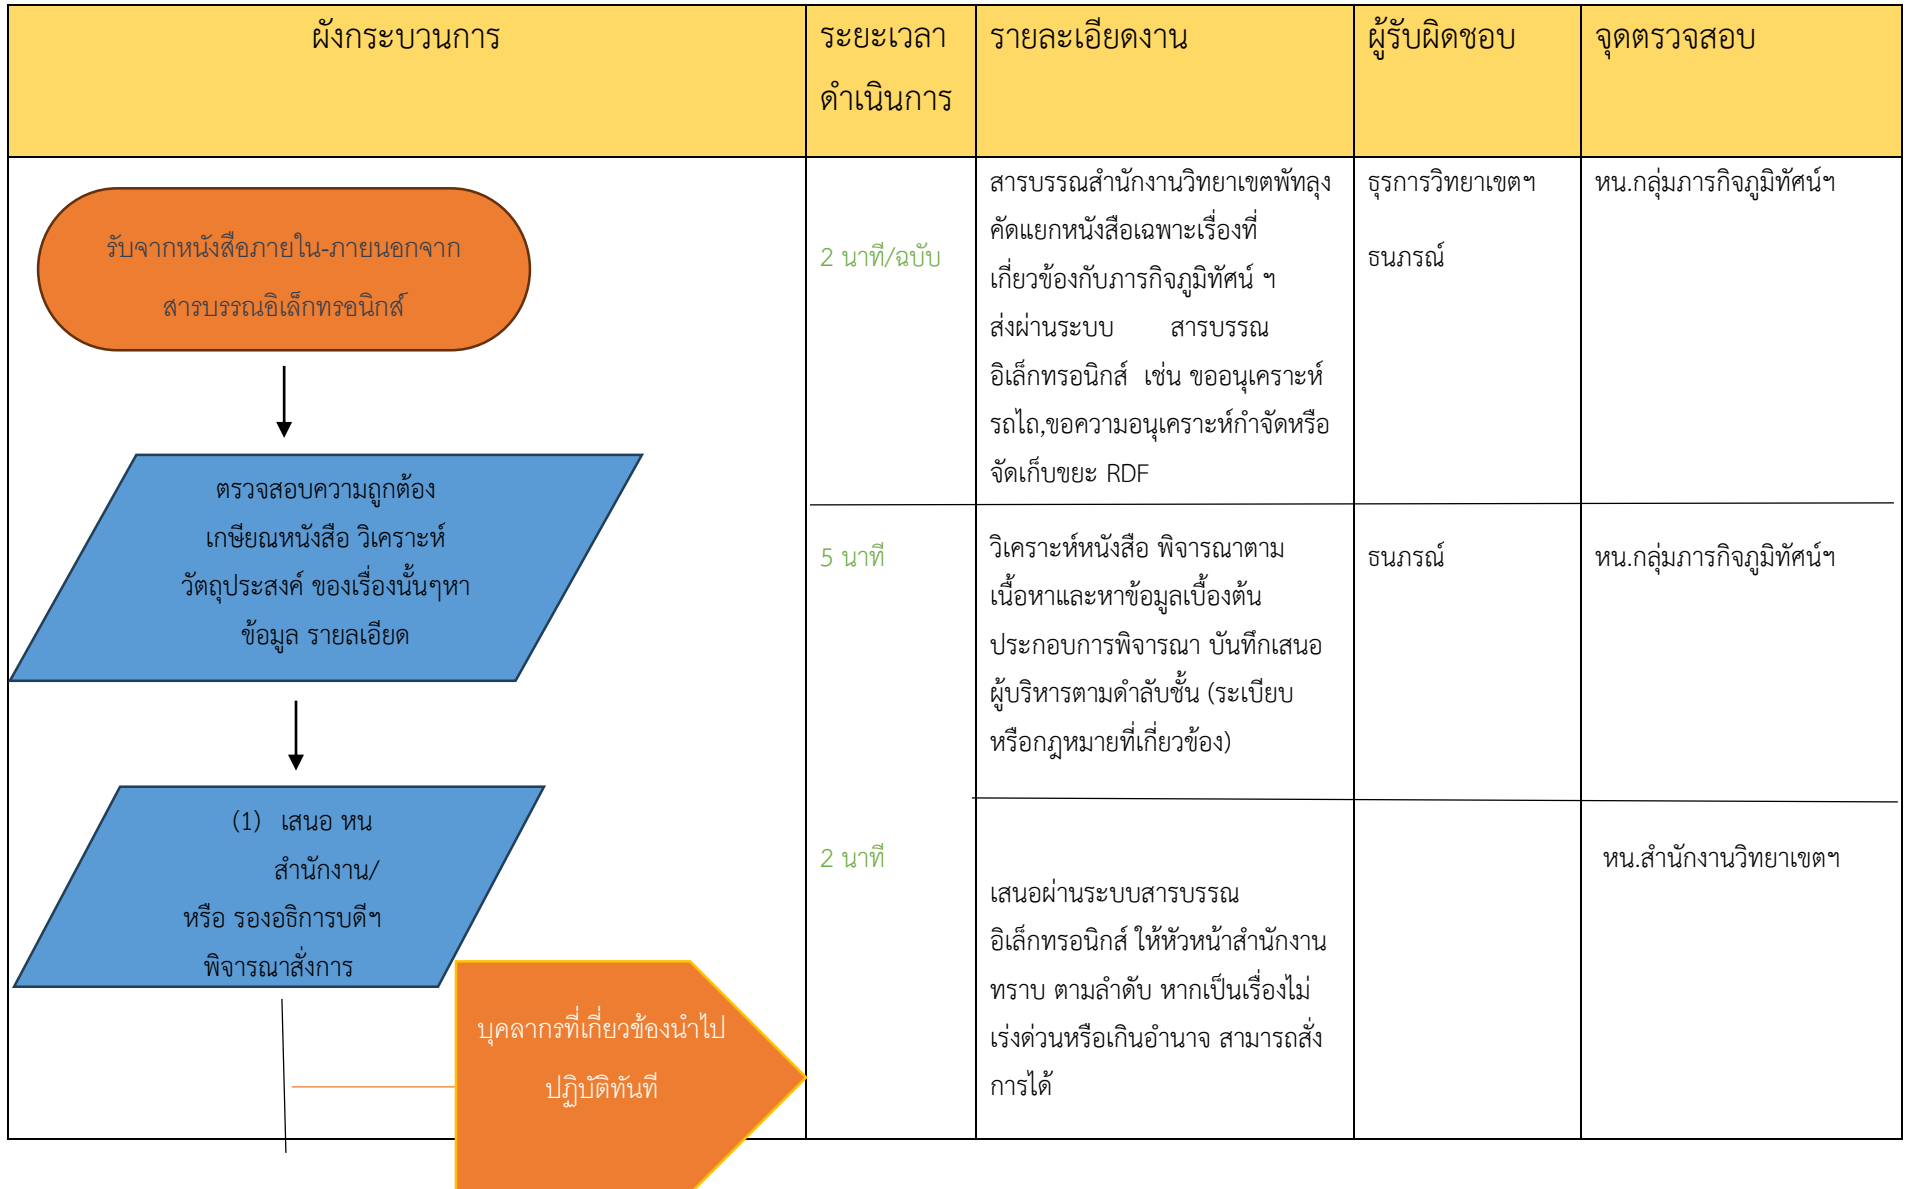 ผังกระบวนการ
ระยะเวลา
ดำเนินการ
รายละเอียดงาน
ผู้รับผิดชอบ
จุดตรวจสอบ
รับจากหนังสือภายใน-ภายนอกจาก
สารบรรณอิเล็กทรอนิกส์
2 นาที/ฉบับ
สารบรรณสำนักงานวิทยาเขตพัทลุง
คัดแยกหนังสือเฉพาะเรื่องที่
เกี่ยวข้องกับภารกิจภูมิทัศน์ ฯ
ส่งผ่านระบบ สารบรรณ
อิเล็กทรอนิกส์ เช่น ขออนุเคราะห์
รถไถ,ขอความอนุเคราะห์กำจัดหรือ
จัดเก็บขยะ RDF
ธุรการวิทยาเขตฯ
ธนภรณ์
หน.กลุ่มภารกิจภูมิทัศน์ฯ
ตรวจสอบความถูกต้อง
เกษียณหนังสือ วิเคราะห์
วัตถุประสงค์ ของเรื่องนั้นๆหา
ข้อมูล รายลเอียด
5 นาที
วิเคราะห์หนังสือ พิจารณาตาม
เนื้อหาและหาข้อมูลเบื้องต้น
ประกอบการพิจารณา บันทึกเสนอ
ผู้บริหารตามดำลับชั้น (ระเบียบ
หรือกฎหมายที่เกี่ยวข้อง)
ธนภรณ์
หน.กลุ่มภารกิจภูมิทัศน์ฯ
(1) เสนอ หน
สำนักงาน/
หรือ รองอธิการบดีฯ
พิจารณาสั่งการ
2 นาที
เสนอผ่านระบบสารบรรณ
อิเล็กทรอนิกส์ ให้หัวหน้าสำนักงาน
ทราบ ตามลำดับ หากเป็นเรื่องไม่
เร่งด่วนหรือเกินอำนาจ สามารถสั่ง
การได้
หน.สำนักงานวิทยาเขตฯ
บุคลากรที่เกี่ยวข้องนำไป
ปฏิบัติทันที